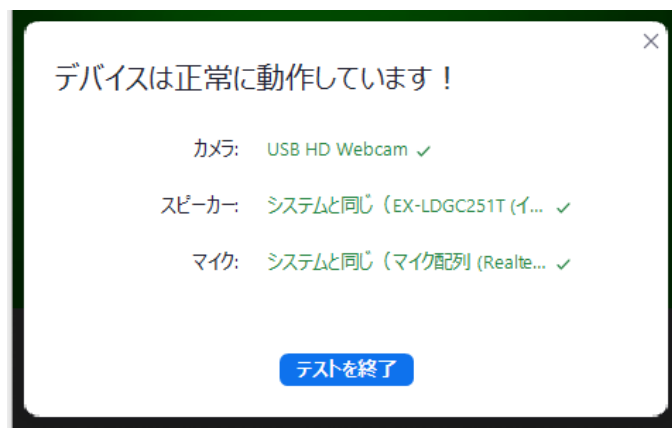 デバイスは正常に動作しています！
カメラ: USB HD Webcam ✓
スピーカー: システムと同じ（EX-LDGC251T (イ... ✓
マイク: システムと同じ（マイク配列 (Realte... ✓
テストを終了